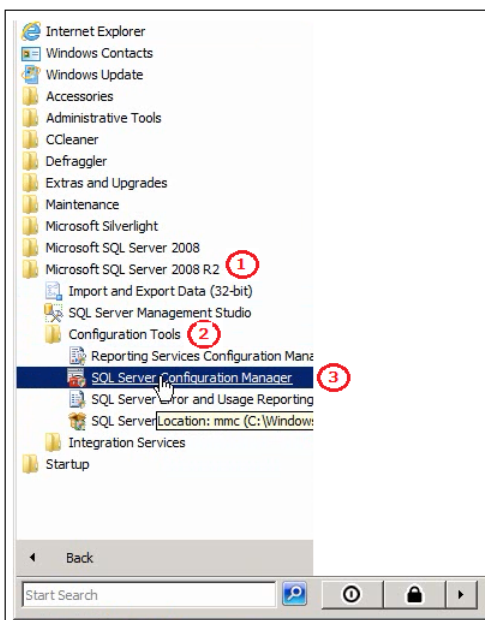 Internet Explorer
Windows Contacts
Windows Update
Accessories
Administrative Tools
CCleaner
Defraggler
Extras and Upgrades
Maintenance
Microsoft Silverlight
Microsoft SQL Server 2008
Microsoft SQL Server 2008 R2 1
Import and Export Data (32-bit)
SQL Server Management Studio
Configuration Tools 2
Reporting Services Configuration Mana
SQL Server Configuration Manager 3
SQL Server Error and Usage Reporting
SQL Server Location: mmc (C:\Windows
Integration Services
Startup
Back
Start Search